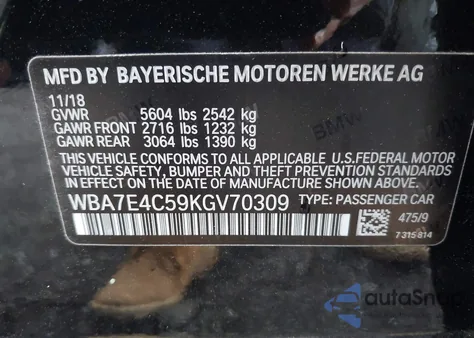 MFD BY BAYERISCHE MOTOREN WERKE AG
11/18
GVWR 5604 lbs 2542 kg
GAWR FRONT 2716 lbs 1232 kg
GAWR REAR 3064 lbs 1390 kg
THIS VEHICLE CONFORMS TO ALL APPLICABLE U.S.FEDERAL MOTOR
VEHICLE SAFETY, BUMPER AND THEFT PREVENTION STANDARDS
IN EFFECT ON THE DATE OF MANUFACTURE SHOWN ABOVE.
WBA7E4C59KGV70309 TYPE: PASSENGER CAR
475/9
7315814
autoSnap